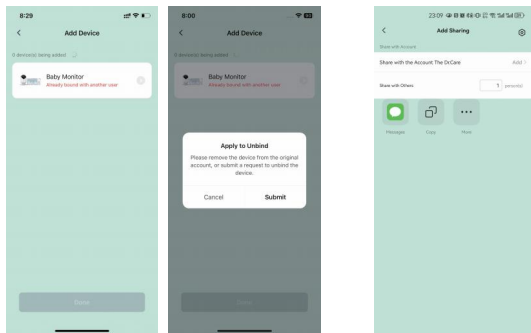 8:29
Add Device
0 device(s) being added
Baby Monitor
Already bound with another user
Done
8:00
Add Device
0 device(s) being added
Baby Monitor
Already bound with another user
Apply to Unbind
Please remove the device from the original
account, or submit a request to unbind the
device.
Cancel
Submit
23:09
Add Sharing
Share with Account
Share with the Account The DrCare
Add
Share with Others
1
person(s)
Messages
Copy
More